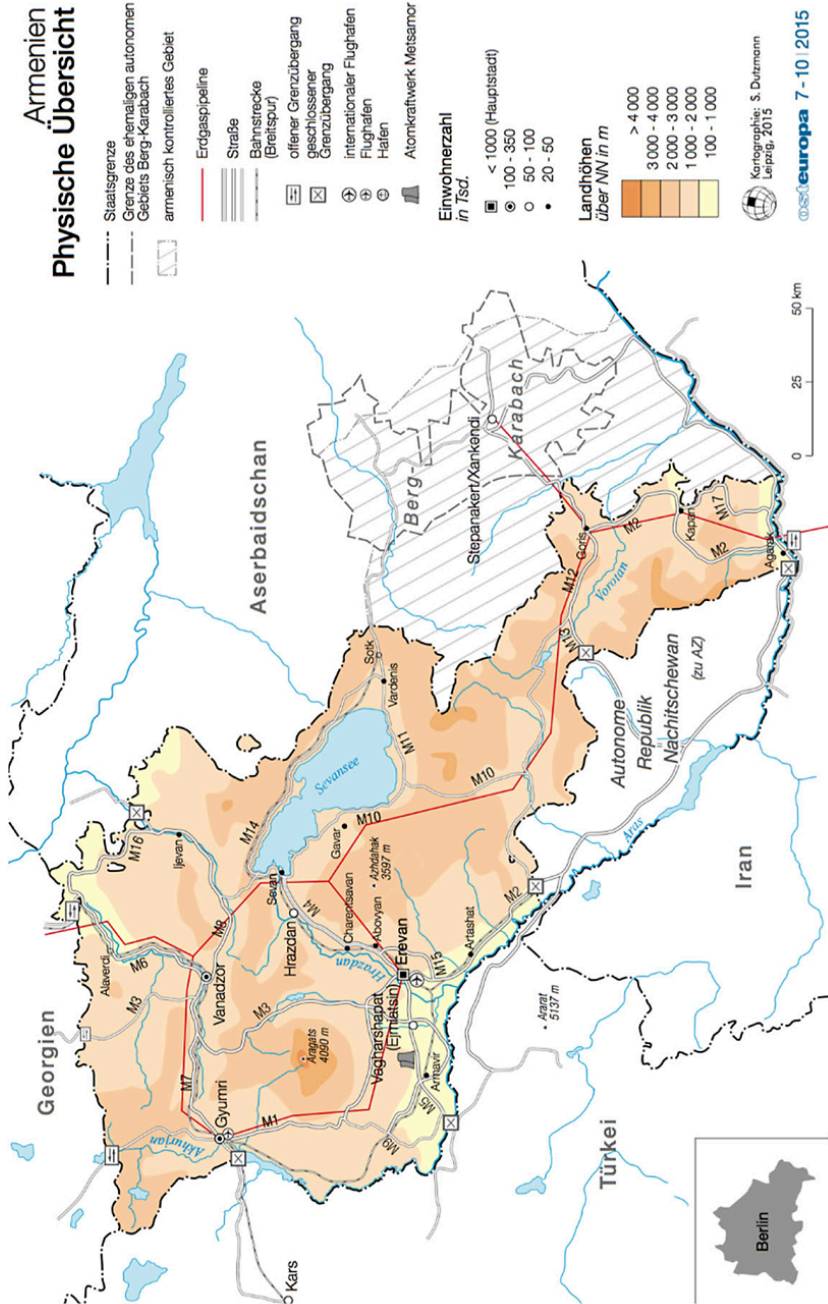 Armenien
Physische Übersicht
Staatsgrenze
Grenze des ehemaligen autonomen
Gebiets Berg-Karabach
armenisch kontrolliertes Gebiet
Erdgaspipeline
Straße
Bahnstrecke
(Breitspur)
offener Grenzübergang
geschlossener
Grenzübergang
internationaler Flughafen
Flughafen
Hafen
Atomkraftwerk Metsamor
Einwohnerzahl
in Tsd.
< 1000 (Hauptstadt)
100 - 350
50 - 100
20 - 50
Landhöhen
über NN in m
> 4 000
3 000 - 4 000
2 000 - 3 000
1 000 - 2 000
100 - 1 000
Kartographie: S. Dutzmann
Leipzig, 2015
osteuropa 7-10 | 2015
Georgien
Aserbaidschan
Türkei
Iran
Berg-
Karabach
Stepanakert/Xankendi
Autonome
Republik
Nachitschewan
(zu AZ)
Alaverdi
M6
M3
M16
Ijevan
M7
Vanadzor
M8
M14
Sevansee
Sotk
Vardenis
M11
M10
Gyumri
Akhurjan
M1
M3
Aragats
4090 m
Sevan
Hrazdan
M4
Gavar
M10
Azhdahak
3597 m
Charentsavan
Abovyan
Hrazdan
Erevan
M15
Artashat
M2
Vagharshapat
(Ejmiatsin)
Armavir
M5
M9
Kars
Ararat
5137 m
Aras
M12
M13
Goris
Vorotan
M2
Kapan
M17
M2
Agarak
0
25
50 km
Berlin